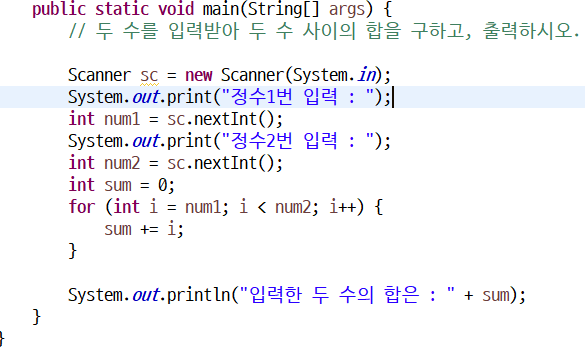 public static void main(String[] args) {
// 두 수를 입력받아 두 수 사이의 합을 구하고, 출력하시오.
Scanner sc = new Scanner(System.in);
System.out.print("정수1번 입력 : ");
int num1 = sc.nextInt();
System.out.print("정수2번 입력 : ");
int num2 = sc.nextInt();
int sum = 0;
for (int i = num1; i < num2; i++) {
sum += i;
}
System.out.println("입력한 두 수의 합은 : " + sum);
}
}